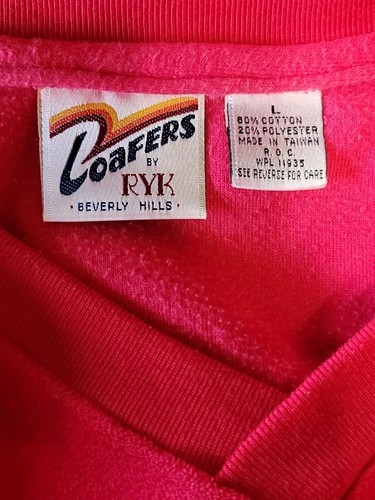 Loafers
BY
RYK
• BEVERLY HILLS •
L
80% COTTON
20% POLYESTER
MADE IN TAIWAN
R.O.C.
WPL 11935
SEE REVERSE FOR CARE